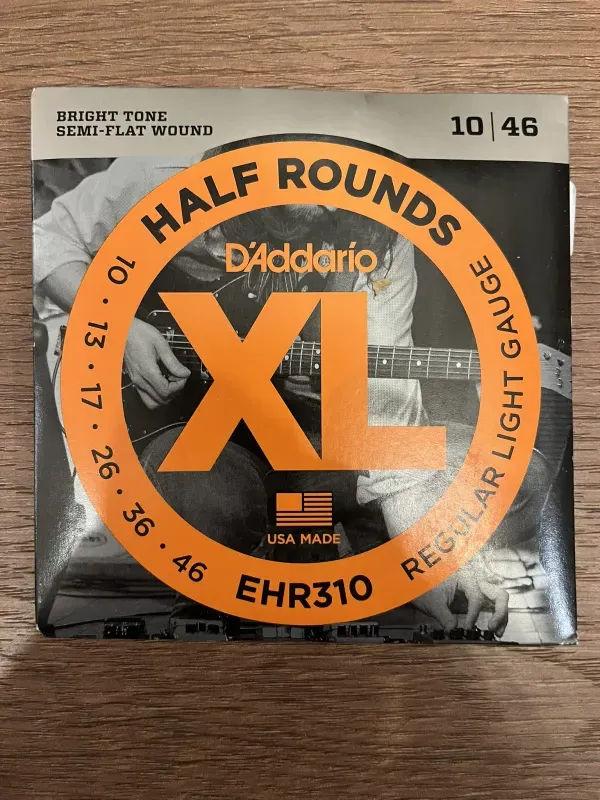 BRIGHT TONE
SEMI-FLAT WOUND
10 | 46
HALF ROUNDS
D'Addario
XL
USA MADE
10 • 13 • 17 • 26 • 36 • 46
EHR310
REGULAR LIGHT GAUGE